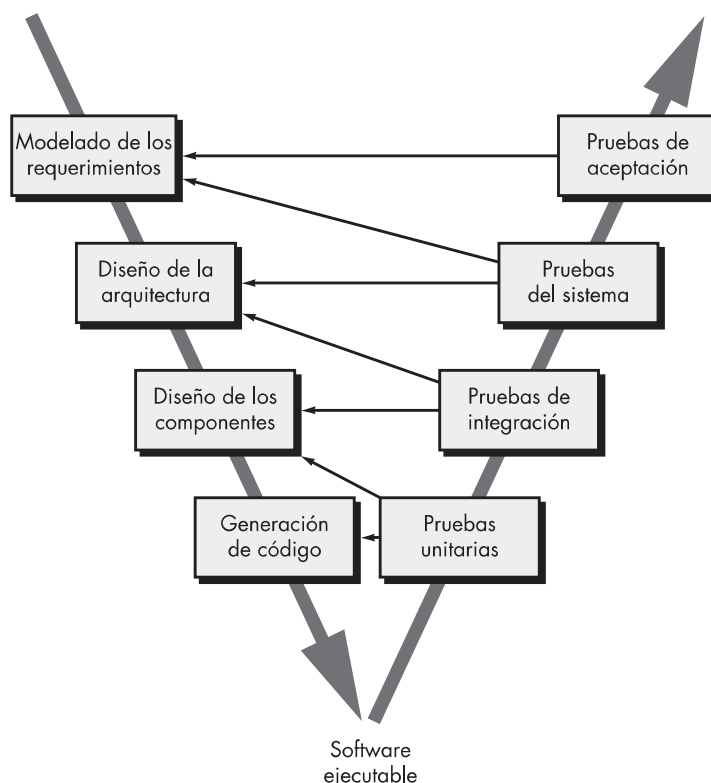 Modelado de los
requerimientos
Pruebas de
aceptación
Diseño de la
arquitectura
Pruebas
del sistema
Diseño de los
componentes
Pruebas de
integración
Generación
de código
Pruebas
unitarias
Software
ejecutable